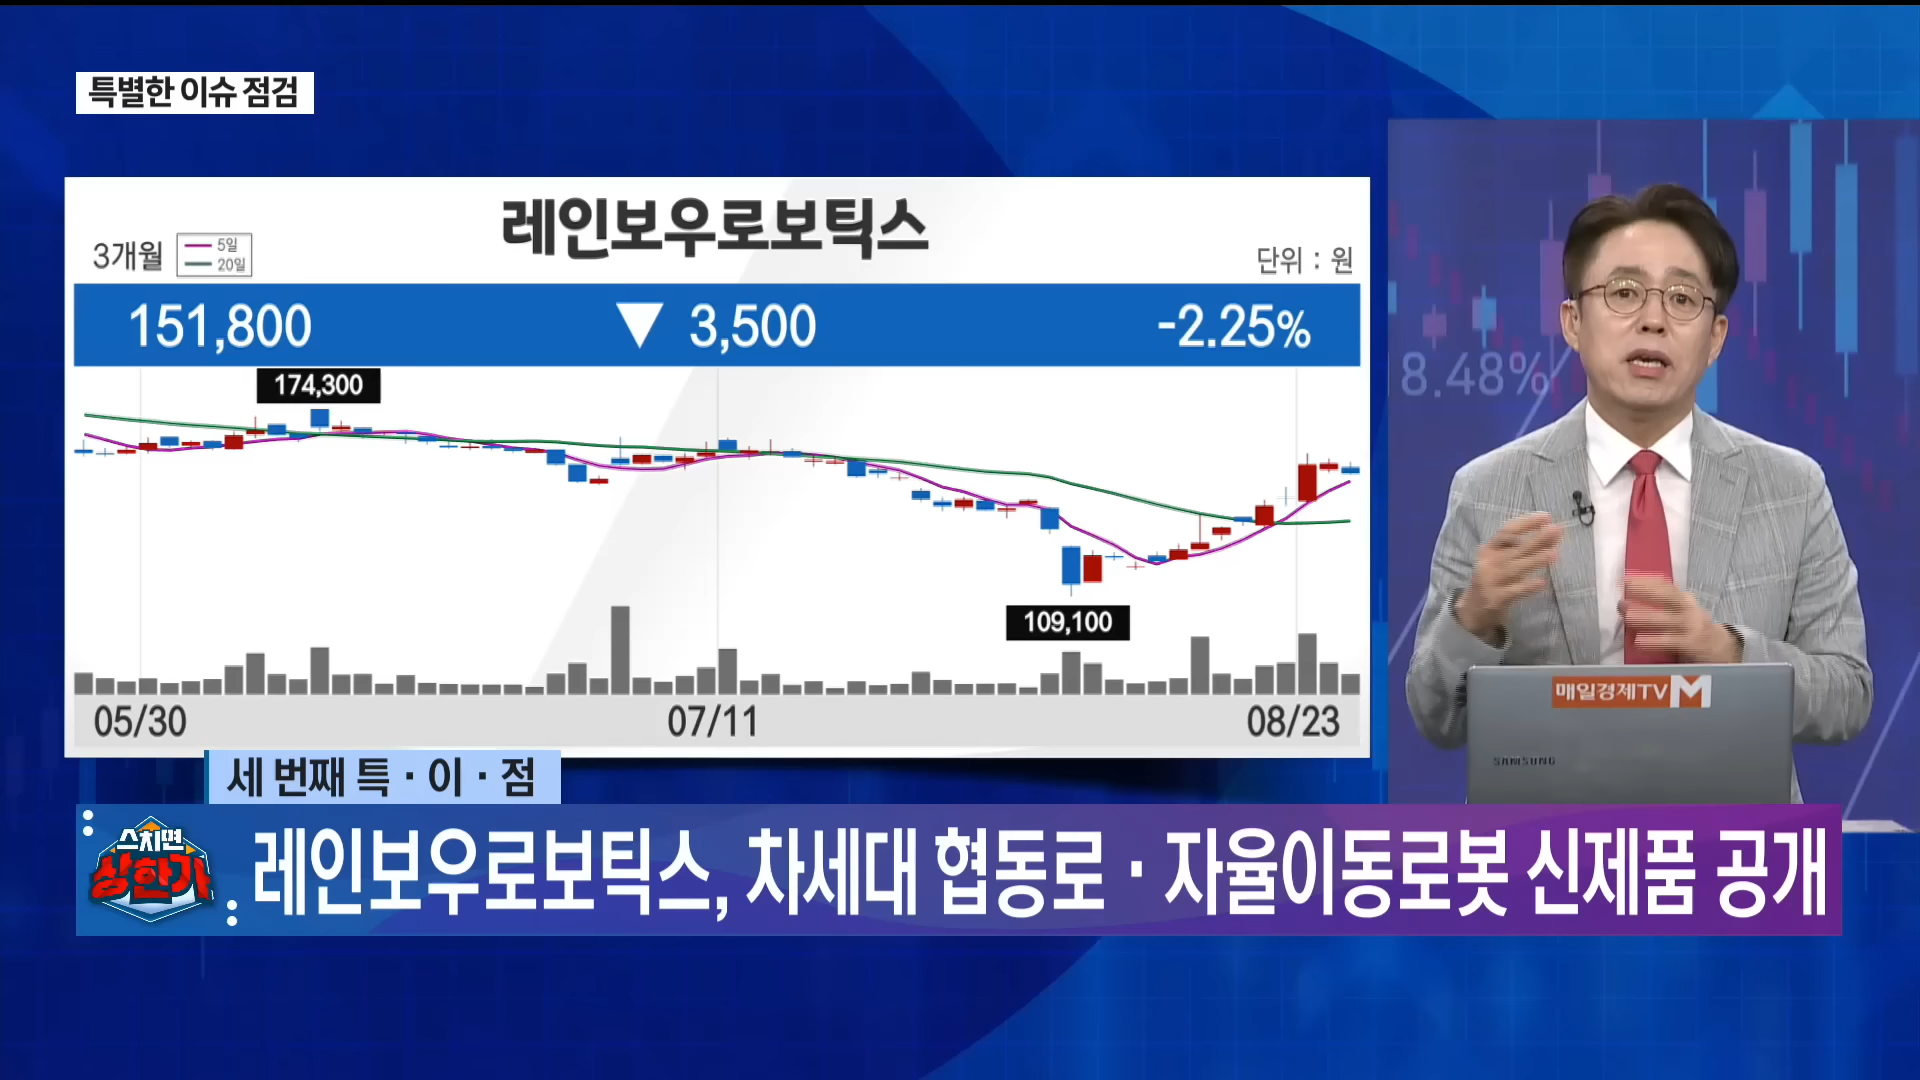 특별한 이슈 점검
레인보우로보틱스
3개월
5일
20일
단위 : 원
151,800 ▼ 3,500 -2.25%
174,300
109,100
05/30 07/11 08/23
8.48%
매일경제TV M
SAMSUNG
세 번째 특·이·점
스치면
상한가
레인보우로보틱스, 차세대 협동로·자율이동로봇 신제품 공개